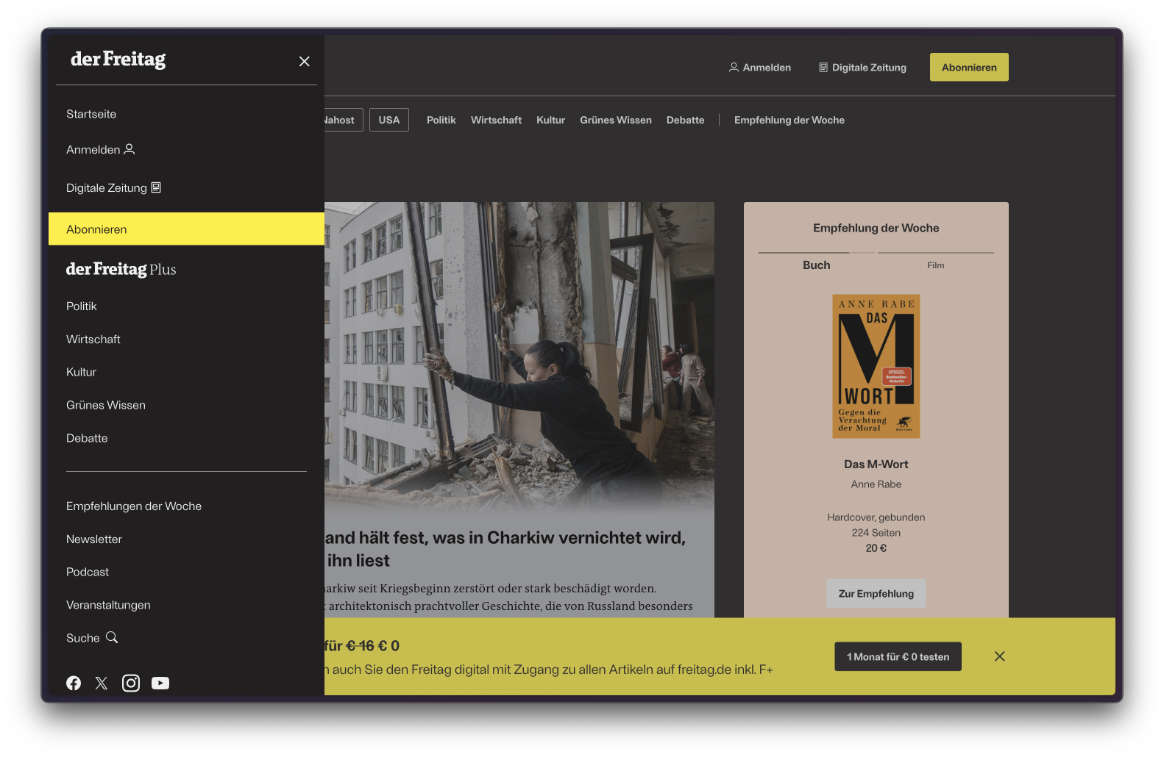 der Freitag
Startseite
Anmelden
Digitale Zeitung
Abonnieren
der Freitag Plus
Politik
Wirtschaft
Kultur
Grünes Wissen
Debatte
Empfehlungen der Woche
Newsletter
Podcast
Veranstaltungen
Suche
Anmelden
Digitale Zeitung
Abonnieren
USA
Politik
Wirtschaft
Kultur
Grünes Wissen
Debatte
Empfehlung der Woche
and hält fest, was in Charkiw vernichtet wird,
ihn liest
arkiw seit Kriegsbeginn zerstört oder stark beschädigt worden.
architektonisch prachtvoller Geschichte, die von Russland besonders
Empfehlung der Woche
Buch
Film
ANNE RABE
DAS
M
WORT
Gegen die
Verachtung
der Moral
SPIEGEL
Das M-Wort
Anne Rabe
Hardcover, gebunden
224 Seiten
20 €
Zur Empfehlung
für € 16 € 0
n auch Sie den Freitag digital mit Zugang zu allen Artikeln auf freitag.de inkl. F+
1 Monat für € 0 testen